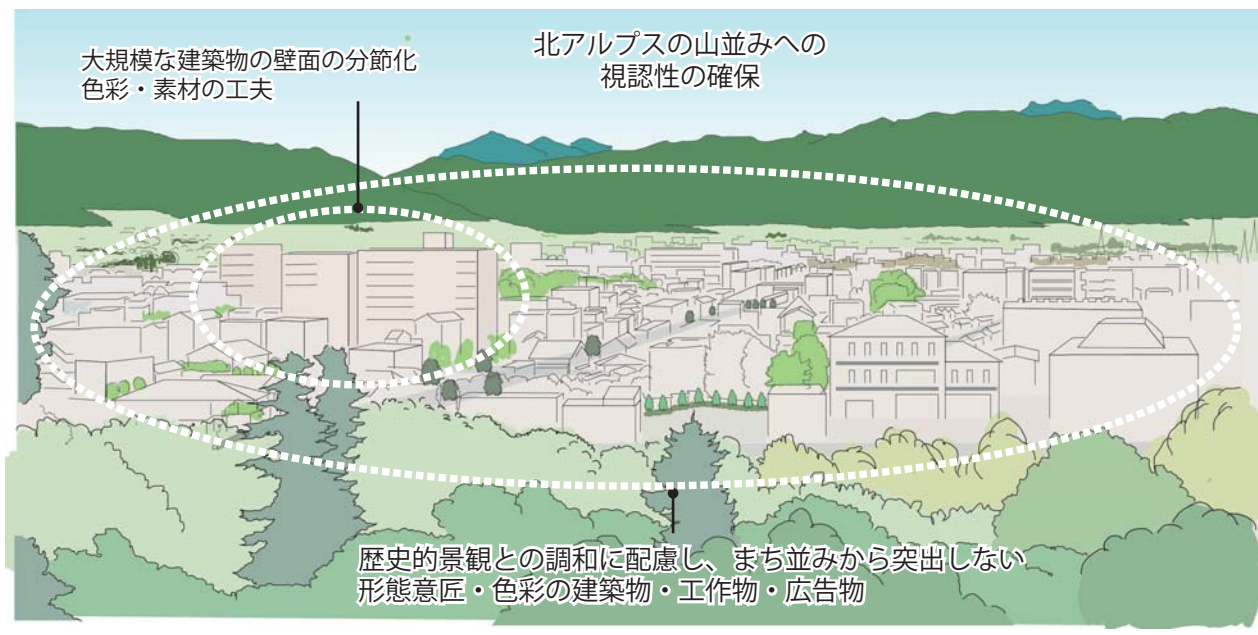 大規模な建築物の壁面の分節化
色彩・素材の工夫
北アルプスの山並みへの
視認性の確保
歴史的景観との調和に配慮し、まち並みから突出しない
形態意匠・色彩の建築物・工作物・広告物